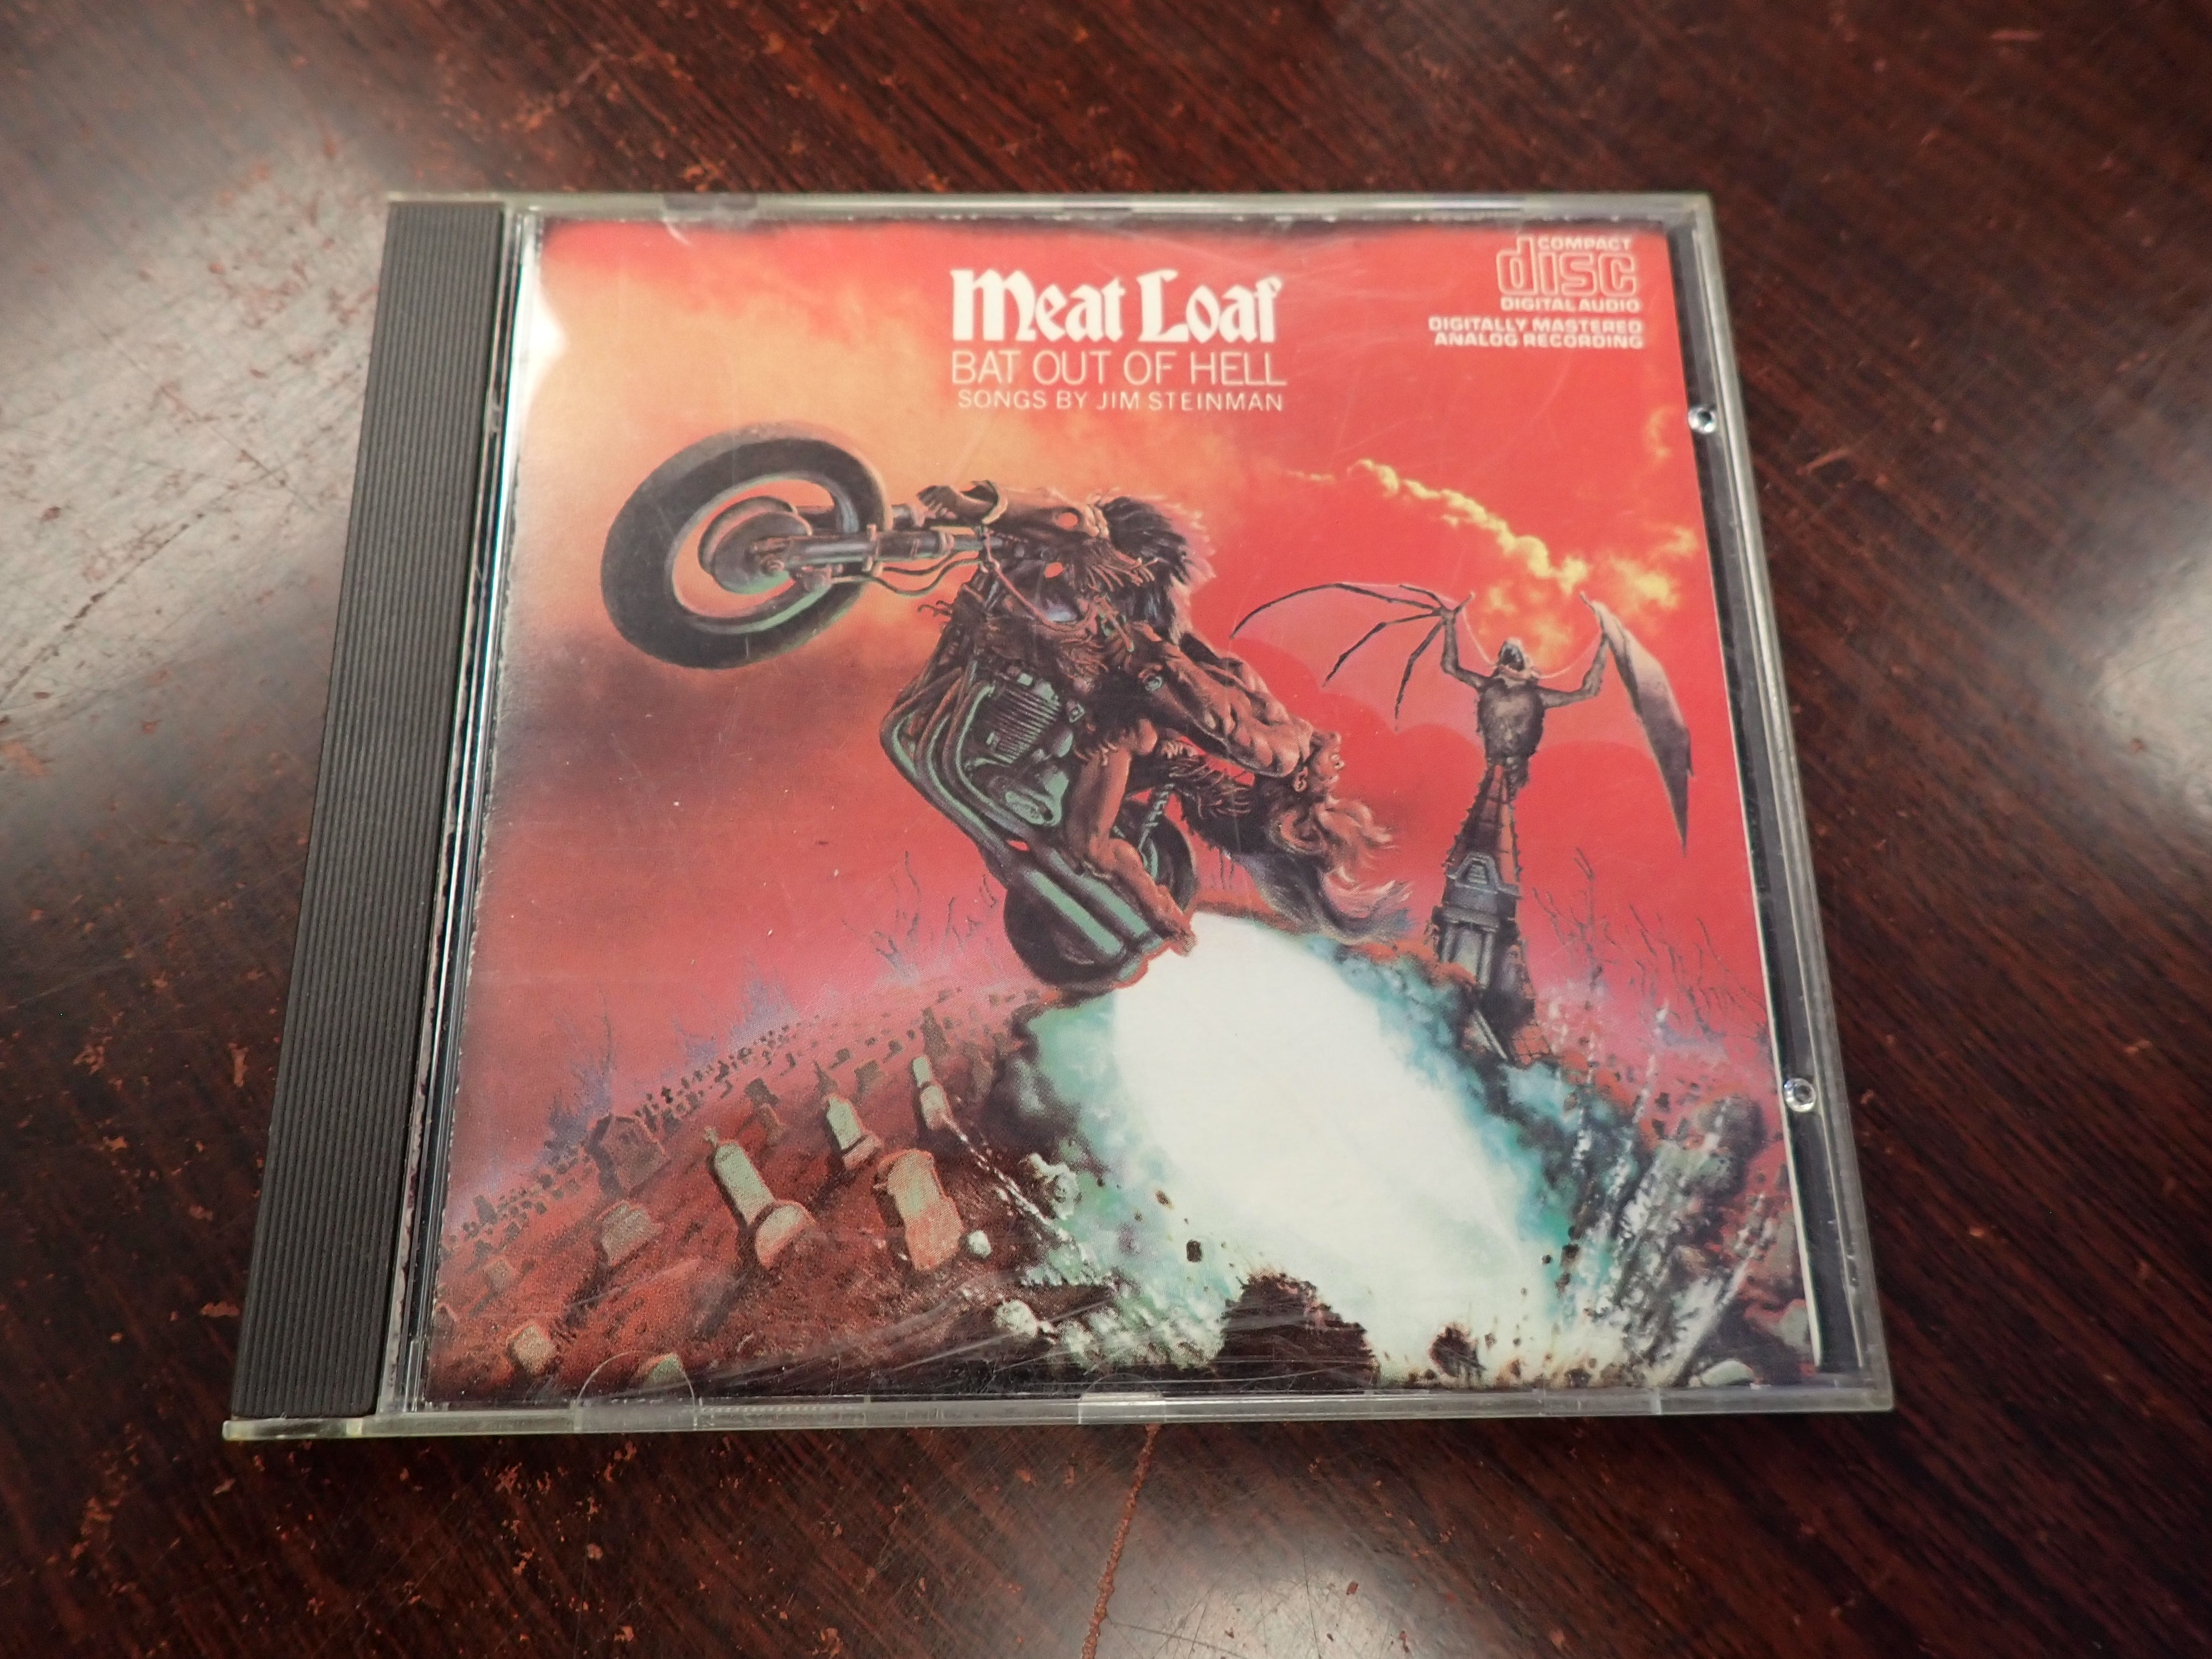 Meat Loaf
BAT OUT OF HELL
SONGS BY JIM STEINMAN
COMPACT
disc
DIGITAL AUDIO
DIGITALLY MASTERED
ANALOG RECORDING